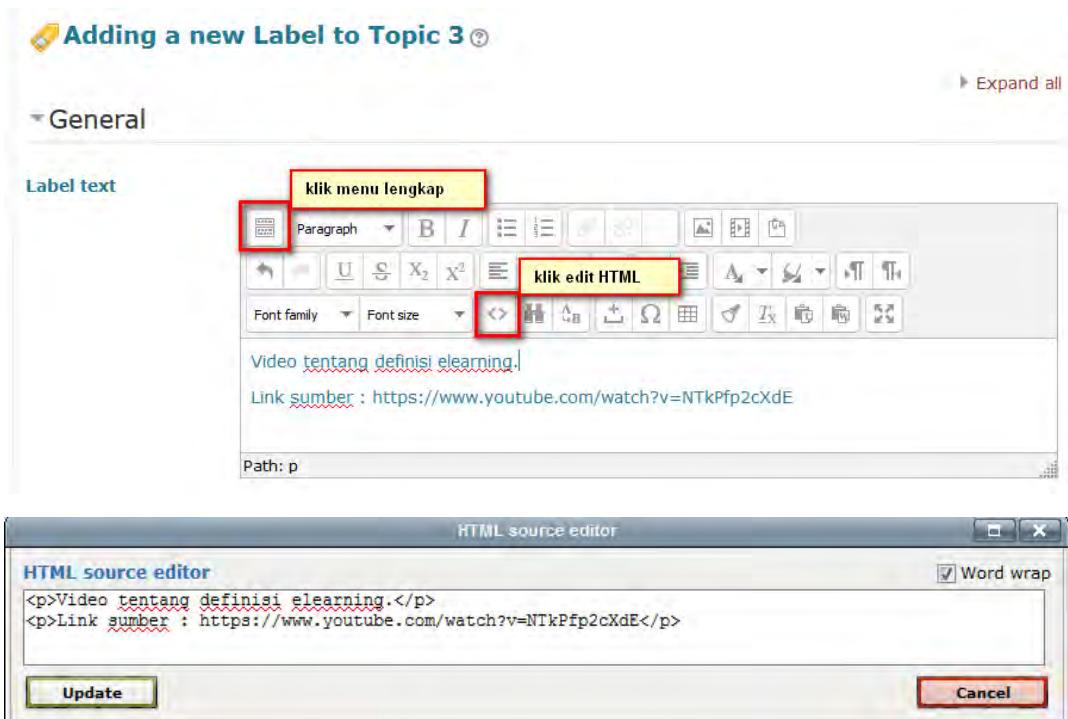 Adding a new Label to Topic 3
Expand all
General
Label text
klik menu lengkap
Paragraph B I
U S X₂ X²
klik edit HTML
Font family Font size
Video tentang definisi elearning.
Link sumber : https://www.youtube.com/watch?v=NTkPfp2cXdE
Path: p
HTML source editor
HTML source editor Word wrap
<p>Video tentang definisi elearning.</p>
<p>Link sumber : https://www.youtube.com/watch?v=NTkPfp2cXdE</p>
Update Cancel